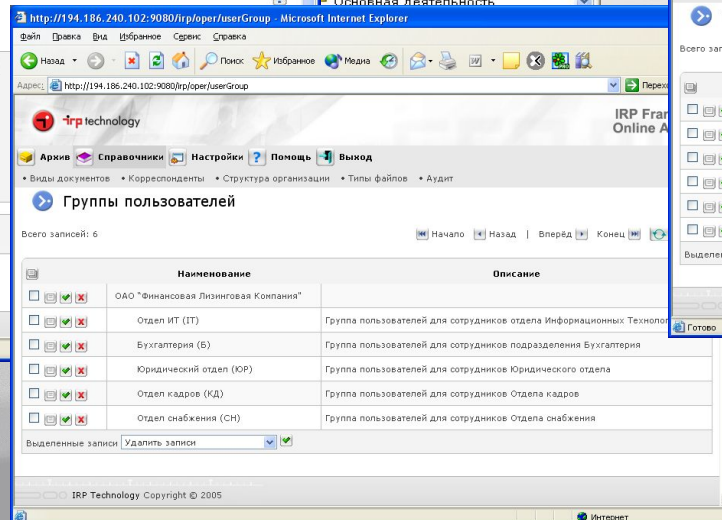 Основная деятельность
http://194.186.240.102:9080/irp/oper/userGroup - Microsoft Internet Explorer
Файл Правка Вид Избранное Сервис Справка
Назад Поиск Избранное Медиа
Адрес: http://194.186.240.102:9080/irp/oper/userGroup
irp technology
IRP Fra
Online A
Архив Справочники Настройки ? Помощь Выход
• Виды документов • Корреспонденты • Структура организации • Типы файлов • Аудит
Группы пользователей
Всего записей: 6
Начало Назад | Вперёд Конец
Наименование Описание
ОАО "Финансовая Лизинговая Компания"
Отдел ИТ (IT) Группа пользователей для сотрудников отдела Информационных Технолог
Бухгалтерия (Б) Группа пользователей для сотрудников подразделения Бухгалтерия
Юридический отдел (ЮР) Группа пользователей для сотрудников Юридического отдела
Отдел кадров (КД) Группа пользователей для сотрудников Отдела кадров
Отдел снабжения (СН) Группа пользователей для сотрудников Отдела снабжения
Выделенные записи Удалить записи
IRP Technology Copyright © 2005
Интернет
Всего зап
Выделен
Готово